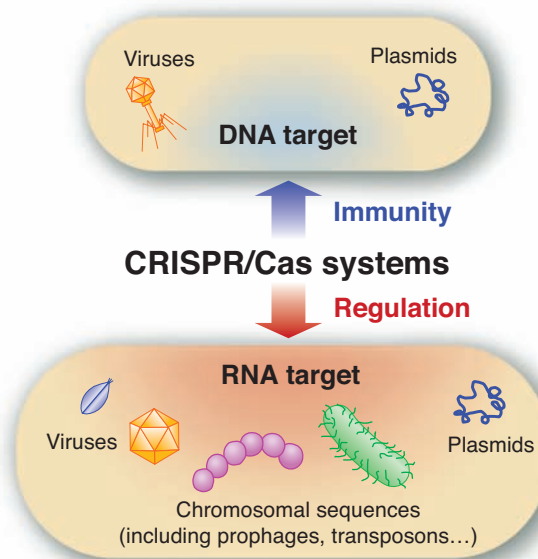 Viruses
Plasmids
DNA target
Immunity
CRISPR/Cas systems
Regulation
RNA target
Viruses
Plasmids
Chromosomal sequences
(including prophages, transposons…)